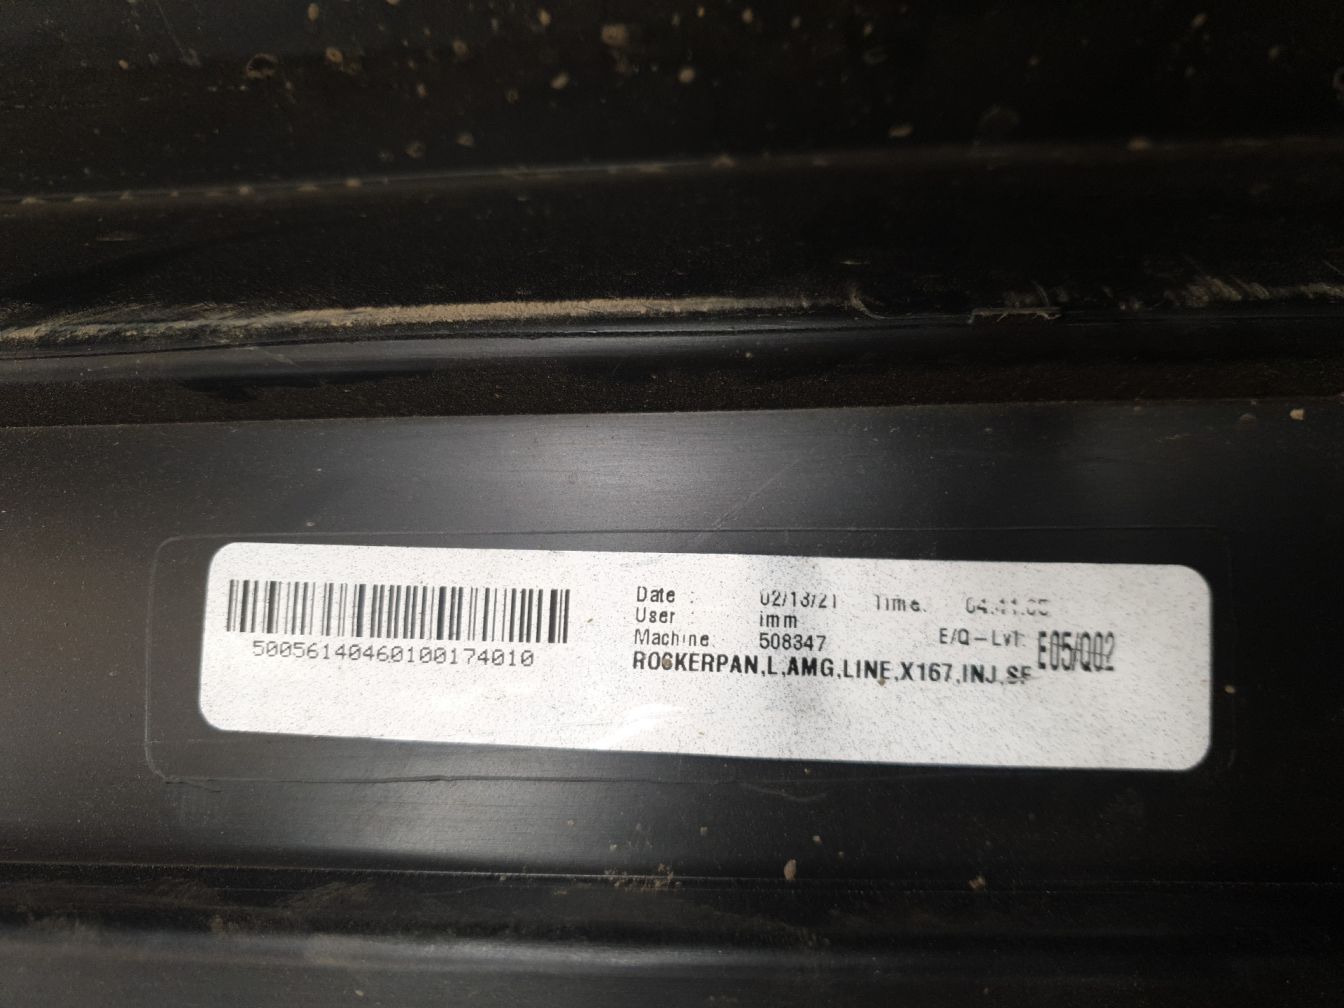 50056140460100174010
Date : 02/13/21 Time:
User : imm
Machine 508347 E/Q-Lvl: E05/Q02
ROCKERPAN,L,AMG,LINE,X167,INJ,SF